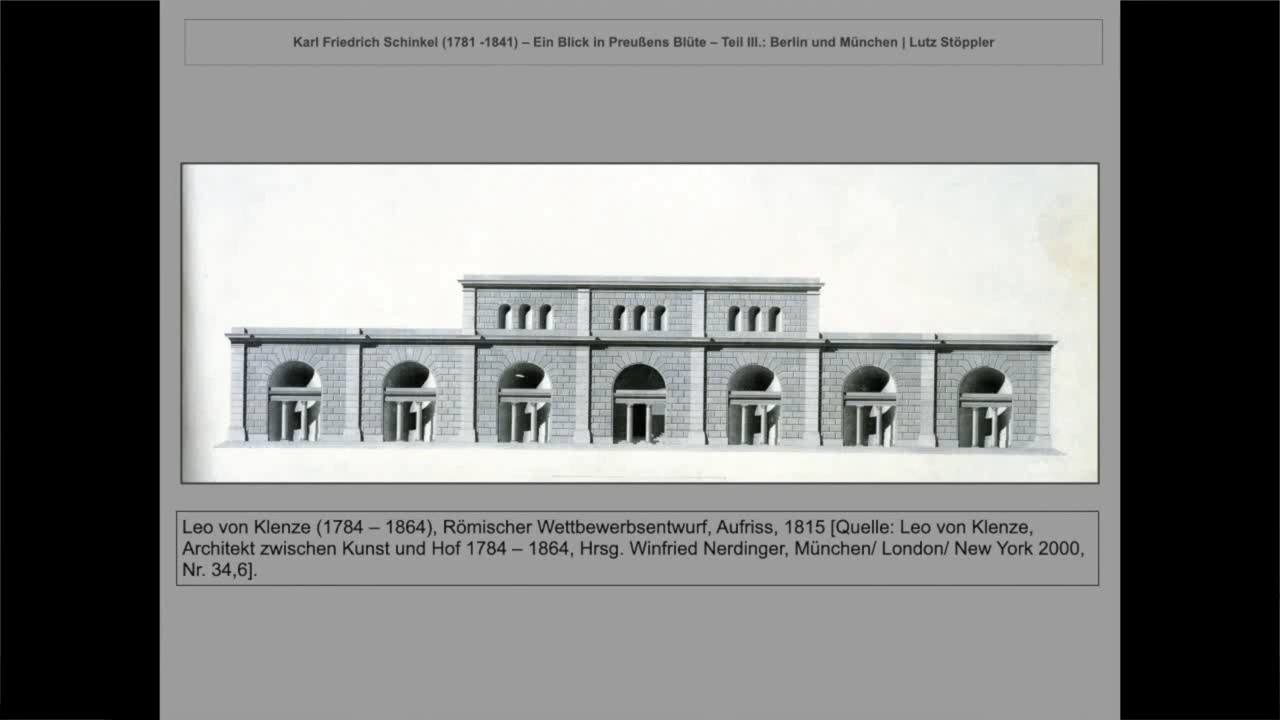 Karl Friedrich Schinkel (1781 -1841) – Ein Blick in Preußens Blüte – Teil III.: Berlin und München | Lutz Stöppler
Leo von Klenze (1784 – 1864), Römischer Wettbewerbsentwurf, Aufriss, 1815 [Quelle: Leo von Klenze,
Architekt zwischen Kunst und Hof 1784 – 1864, Hrsg. Winfried Nerdinger, München/ London/ New York 2000,
Nr. 34,6].